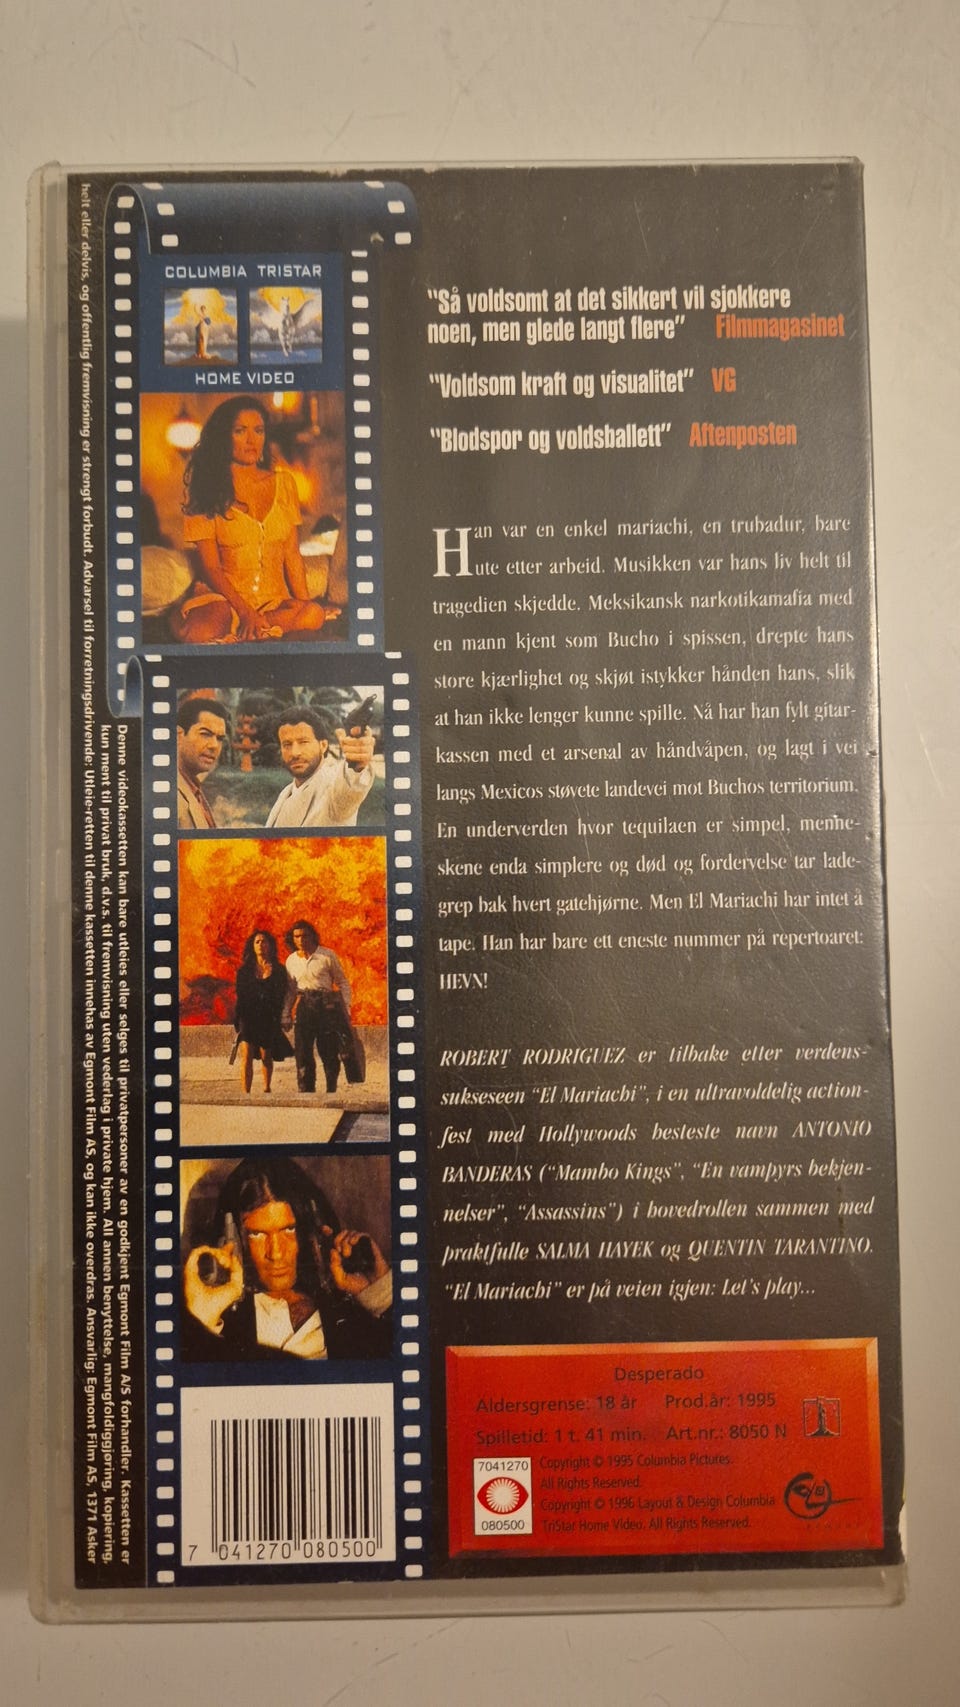 COLUMBIA TRISTAR
HOME VIDEO
"Så voldsomt at det sikkert vil sjokkere
noen, men glede langt flere" Filmmagasinet
"Voldsom kraft og visualitet" VG
"Blodspor og voldsballett" Aftenposten
Han var en enkel mariachi, en trubadur, bare
ute etter arbeid. Musikken var hans liv helt til
tragedien skjedde. Meksikansk narkotikamafia med
en mann kjent som Bucho i spissen, drepte hans
store kjærlighet og skjøt istykker hånden hans, slik
at han ikke lenger kunne spille. Nå har han fylt gitar-
kassen med et arsenal av håndvåpen, og lagt i vei
langs Mexicos støvete landevei mot Buchos territorium.
En underverden hvor tequilaen er simpel, menne-
skene enda simplere og død og fordervelse tar lade-
grep bak hvert gatehjørne. Men El Mariachi har intet å
tape. Han har bare ett eneste nummer på repertoaret:
HEVN!
ROBERT RODRIGUEZ er tilbake etter verdens-
sukseseen "El Mariachi", i en ultravoldelig action-
fest med Hollywoods hesteste navn ANTONIO
BANDERAS ("Mambo Kings", "En vampyrs bekjen-
nelser", "Assassins") i hovedrollen sammen med
praktfulle SALMA HAYEK og QUENTIN TARANTINO.
"El Mariachi" er på veien igjen: Let's play...
Desperado
Aldersgrense: 18 år Prod.år: 1995
Spilletid: 1 t. 41 min. Art.nr.: 8050 N
7041270
080500
Copyright © 1995 Columbia Pictures.
All Rights Reserved.
Copyright © 1996 Layout & Design Columbia
TriStar Home Video. All Rights Reserved.
7 041270 080500
Denne videokassetten kan bare utleies eller selges til privatpersoner av en godkjent Egmont Film A/S forhandler. Kassetten er
kun ment til privat bruk, d.v.s. til fremvisning uten vederlag i private hjem. All annen benyttelse, mangfoldiggjøring, kopiering,
helt eller delvis, og offentlig fremvisning er strengt forbudt. Advarsel til forretningsdrivende: Utleie-retten til denne kassetten innehas av Egmont Film AS, og kan ikke overdras. Ansvarlig: Egmont Film AS, 1371 Asker